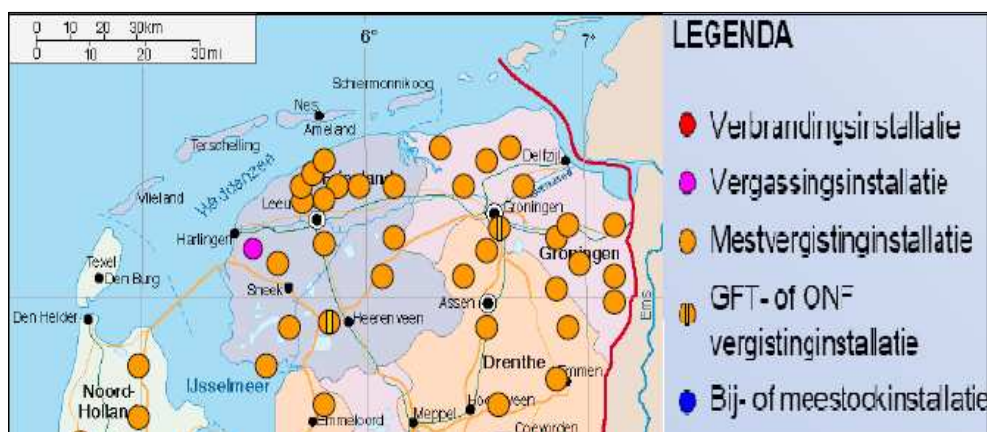 0 10 20 30km
0 10 20 30mi
6°
7°
LEGENDA
Schiermonnikoog
Nes
Ameland
Terschelling
Vlieland
Waddenzee
Delfzijl
Leeu
Groningen
Harlingen
Groningen
Texel
Den Burg
Sneek
Assen
Den Helder
Heerenveen
Ems
Drenthe
Emmen
IJsselmeer
Noord-
Hollan
Emmeloord
Meppel
Coevorden
Verbrandingsinstallatie
Vergassingsinstallatie
Mestvergistinginstallatie
GFT- of ONF
vergistinginstallatie
Bij- of meestookinstallatie